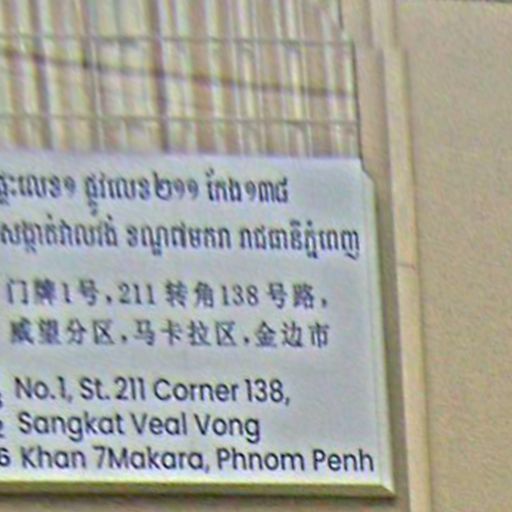 ផ្ទះលេខ១ ផ្លូវលេខ២១១ កែង១៣៨
សង្កាត់វាលវង់ ខណ្ឌ៧មករា រាជធានីភ្នំពេញ
门牌1号，211 转角138 号路，
威望分区，马卡拉区，金边市
No.1, St. 211 Corner 138,
Sangkat Veal Vong
Khan 7Makara, Phnom Penh